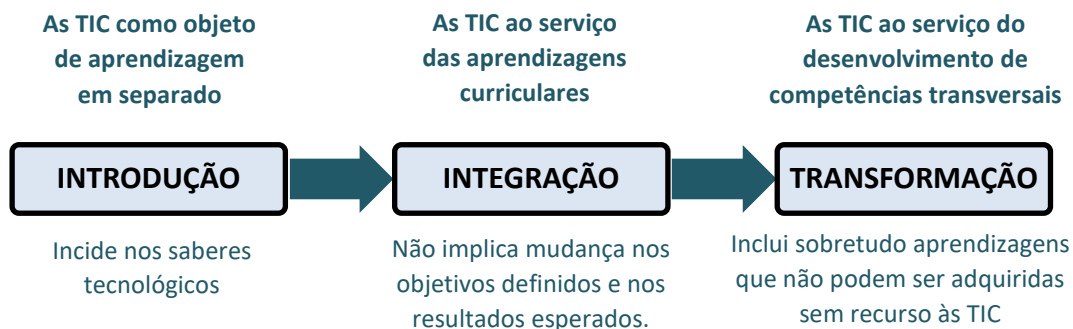 As TIC como objeto
de aprendizagem
em separado
As TIC ao serviço
das aprendizagens
curriculares
As TIC ao serviço do
desenvolvimento de
competências transversais
INTRODUÇÃO
INTEGRAÇÃO
TRANSFORMAÇÃO
Incide nos saberes
tecnológicos
Não implica mudança nos
objetivos definidos e nos
resultados esperados.
Inclui sobretudo aprendizagens
que não podem ser adquiridas
sem recurso às TIC